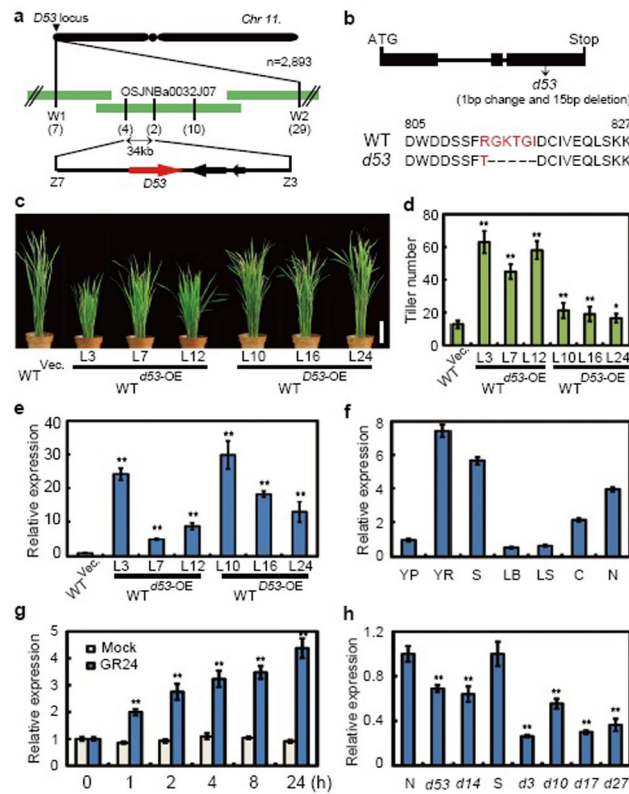 a
D53 locus
Chr 11.
n=2,893
OSJNBa0032J07
W1 W2
(7) (4) (2) (10) (29)
34kb
Z7 D53 Z3
b
ATG Stop
d53
(1bp change and 15bp deletion)
805 827
WT DWDDSSFRGKTGIDCIVEQLSKK
d53 DWDDSSFT-----DCIVEQLSKK
c
L3 L7 L12 L10 L16 L24
WT Vec. WT d53-OE WT D53-OE
d
Tiller number
80
60
40
20
0
** ** ** ** ** *
L3 L7 L12 L10 L16 L24
WT Vec. WT d53-OE WT D53-OE
e
Relative expression
40
30
20
10
0
** ** ** ** ** **
L3 L7 L12 L10 L16 L24
WT Vec. WT d53-OE WT D53-OE
f
Relative expression
8
6
4
2
0
YP YR S LB LS C N
g
Relative expression
5
4
3
2
1
0
Mock
GR24
** ** ** ** **
0 1 2 4 8 24 (h)
h
Relative expression
1.2
0.8
0.4
0
** ** ** ** ** **
N d53 d14 S d3 d10 d17 d27